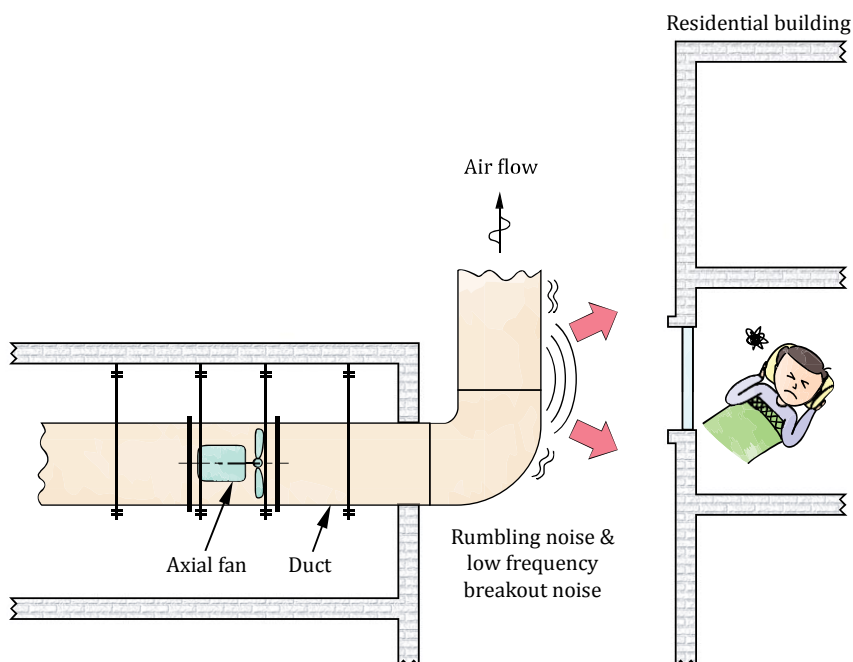 Residential building
Air flow
Axial fan
Duct
Rumbling noise &
low frequency
breakout noise